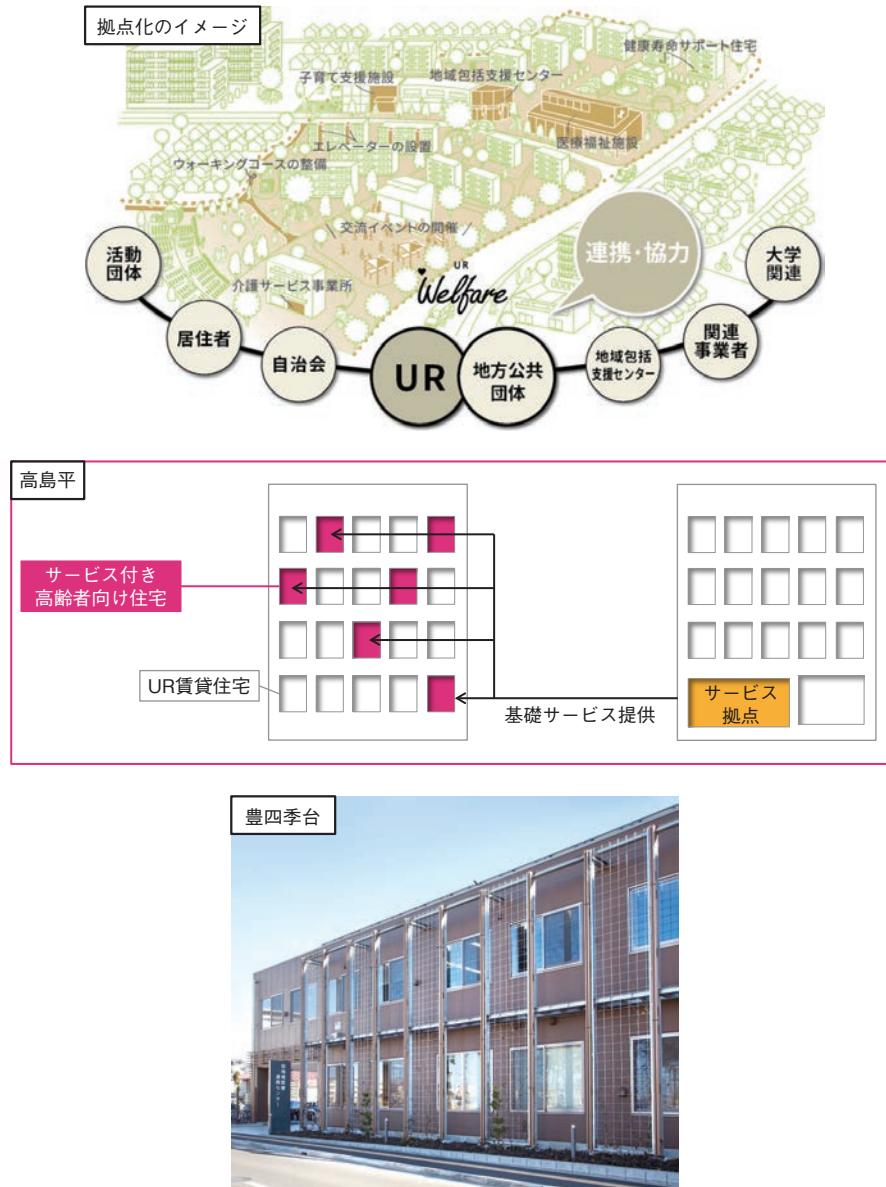 拠点化のイメージ
健康寿命サポート住宅
子育て支援施設
地域包括支援センター
エレベーターの設置
医療福祉施設
ウォーキングコースの整備
\ 交流イベントの開催 /
連携・協力
大学
関連
活動
団体
UR
Welfare
介護サービス事業所
居住者
自治会
UR
地方公共
団体
地域包括
支援センター
関連
事業者
高島平
サービス付き
高齢者向け住宅
UR賃貸住宅
基礎サービス提供
サービス
拠点
豊四季台